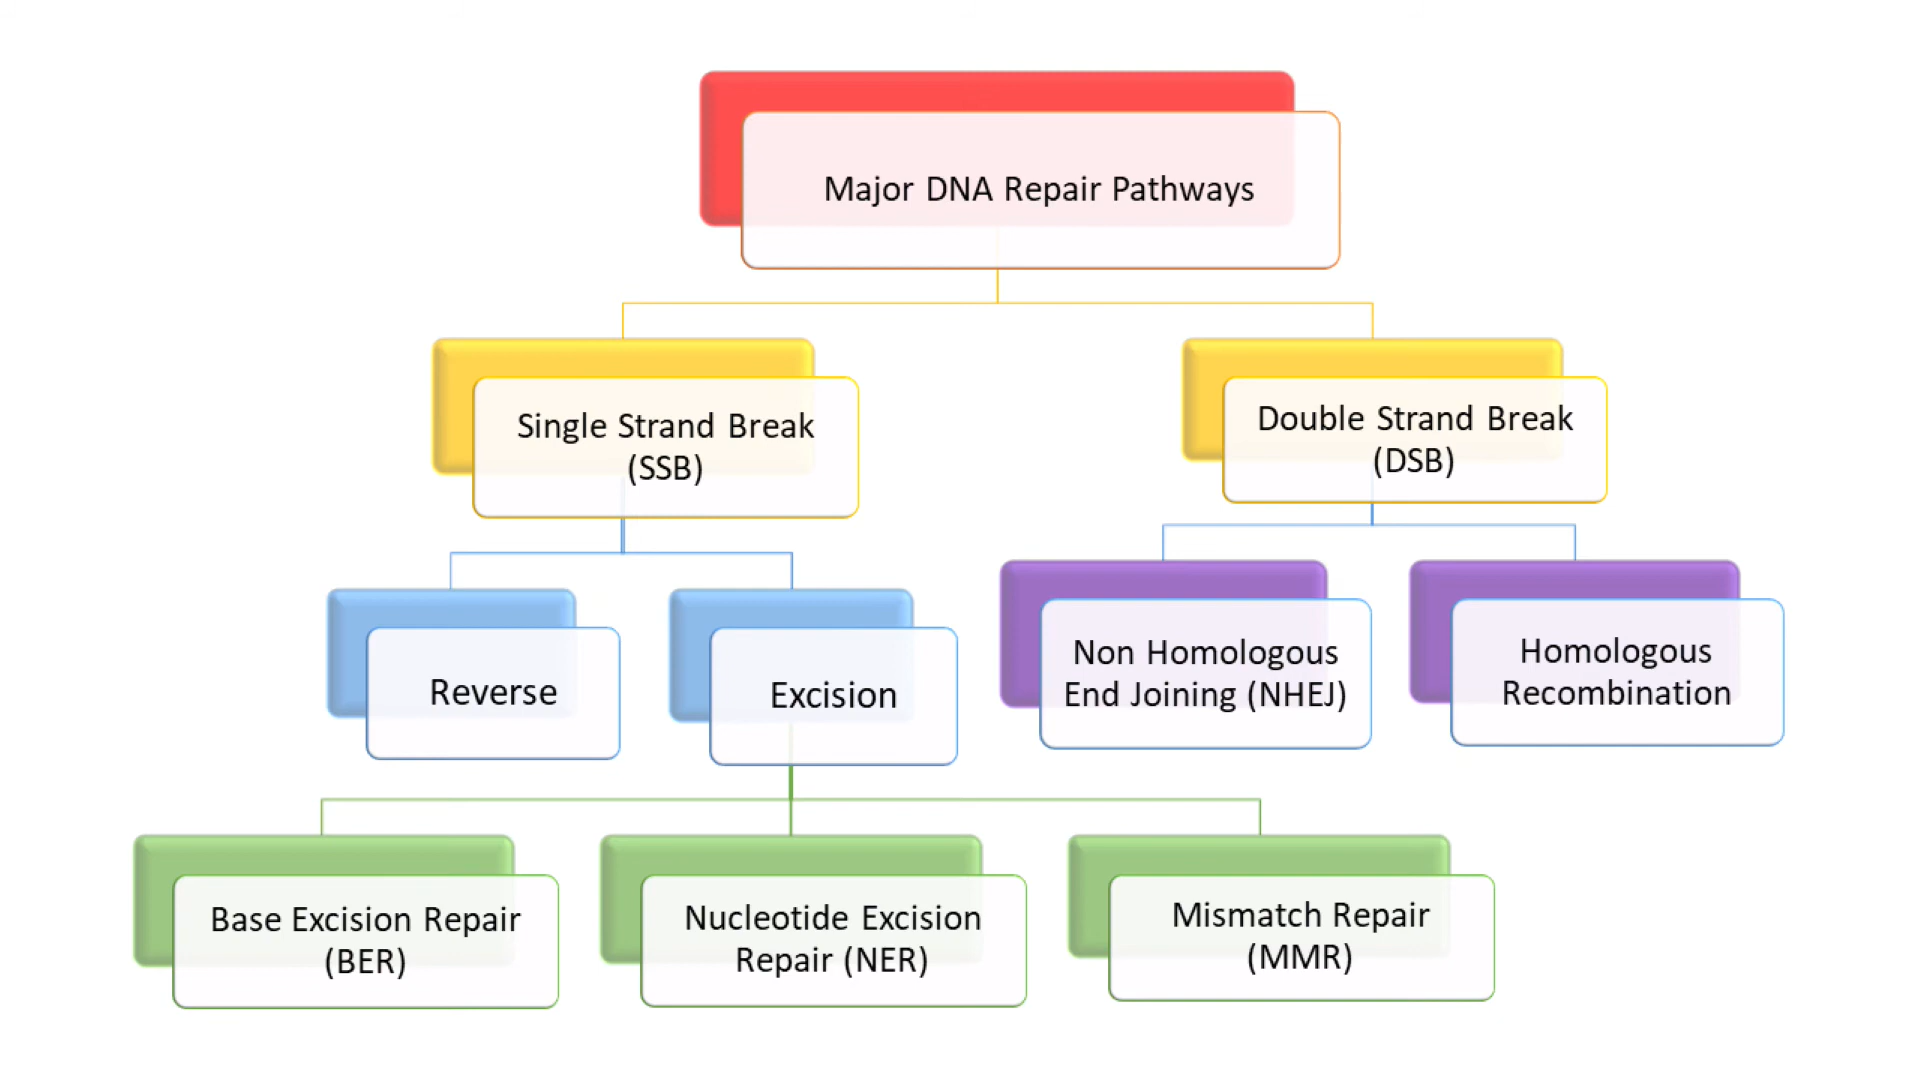 Major DNA Repair Pathways
Single Strand Break
(SSB)
Double Strand Break
(DSB)
Reverse
Excision
Non Homologous
End Joining (NHEJ)
Homologous
Recombination
Base Excision Repair
(BER)
Nucleotide Excision
Repair (NER)
Mismatch Repair
(MMR)